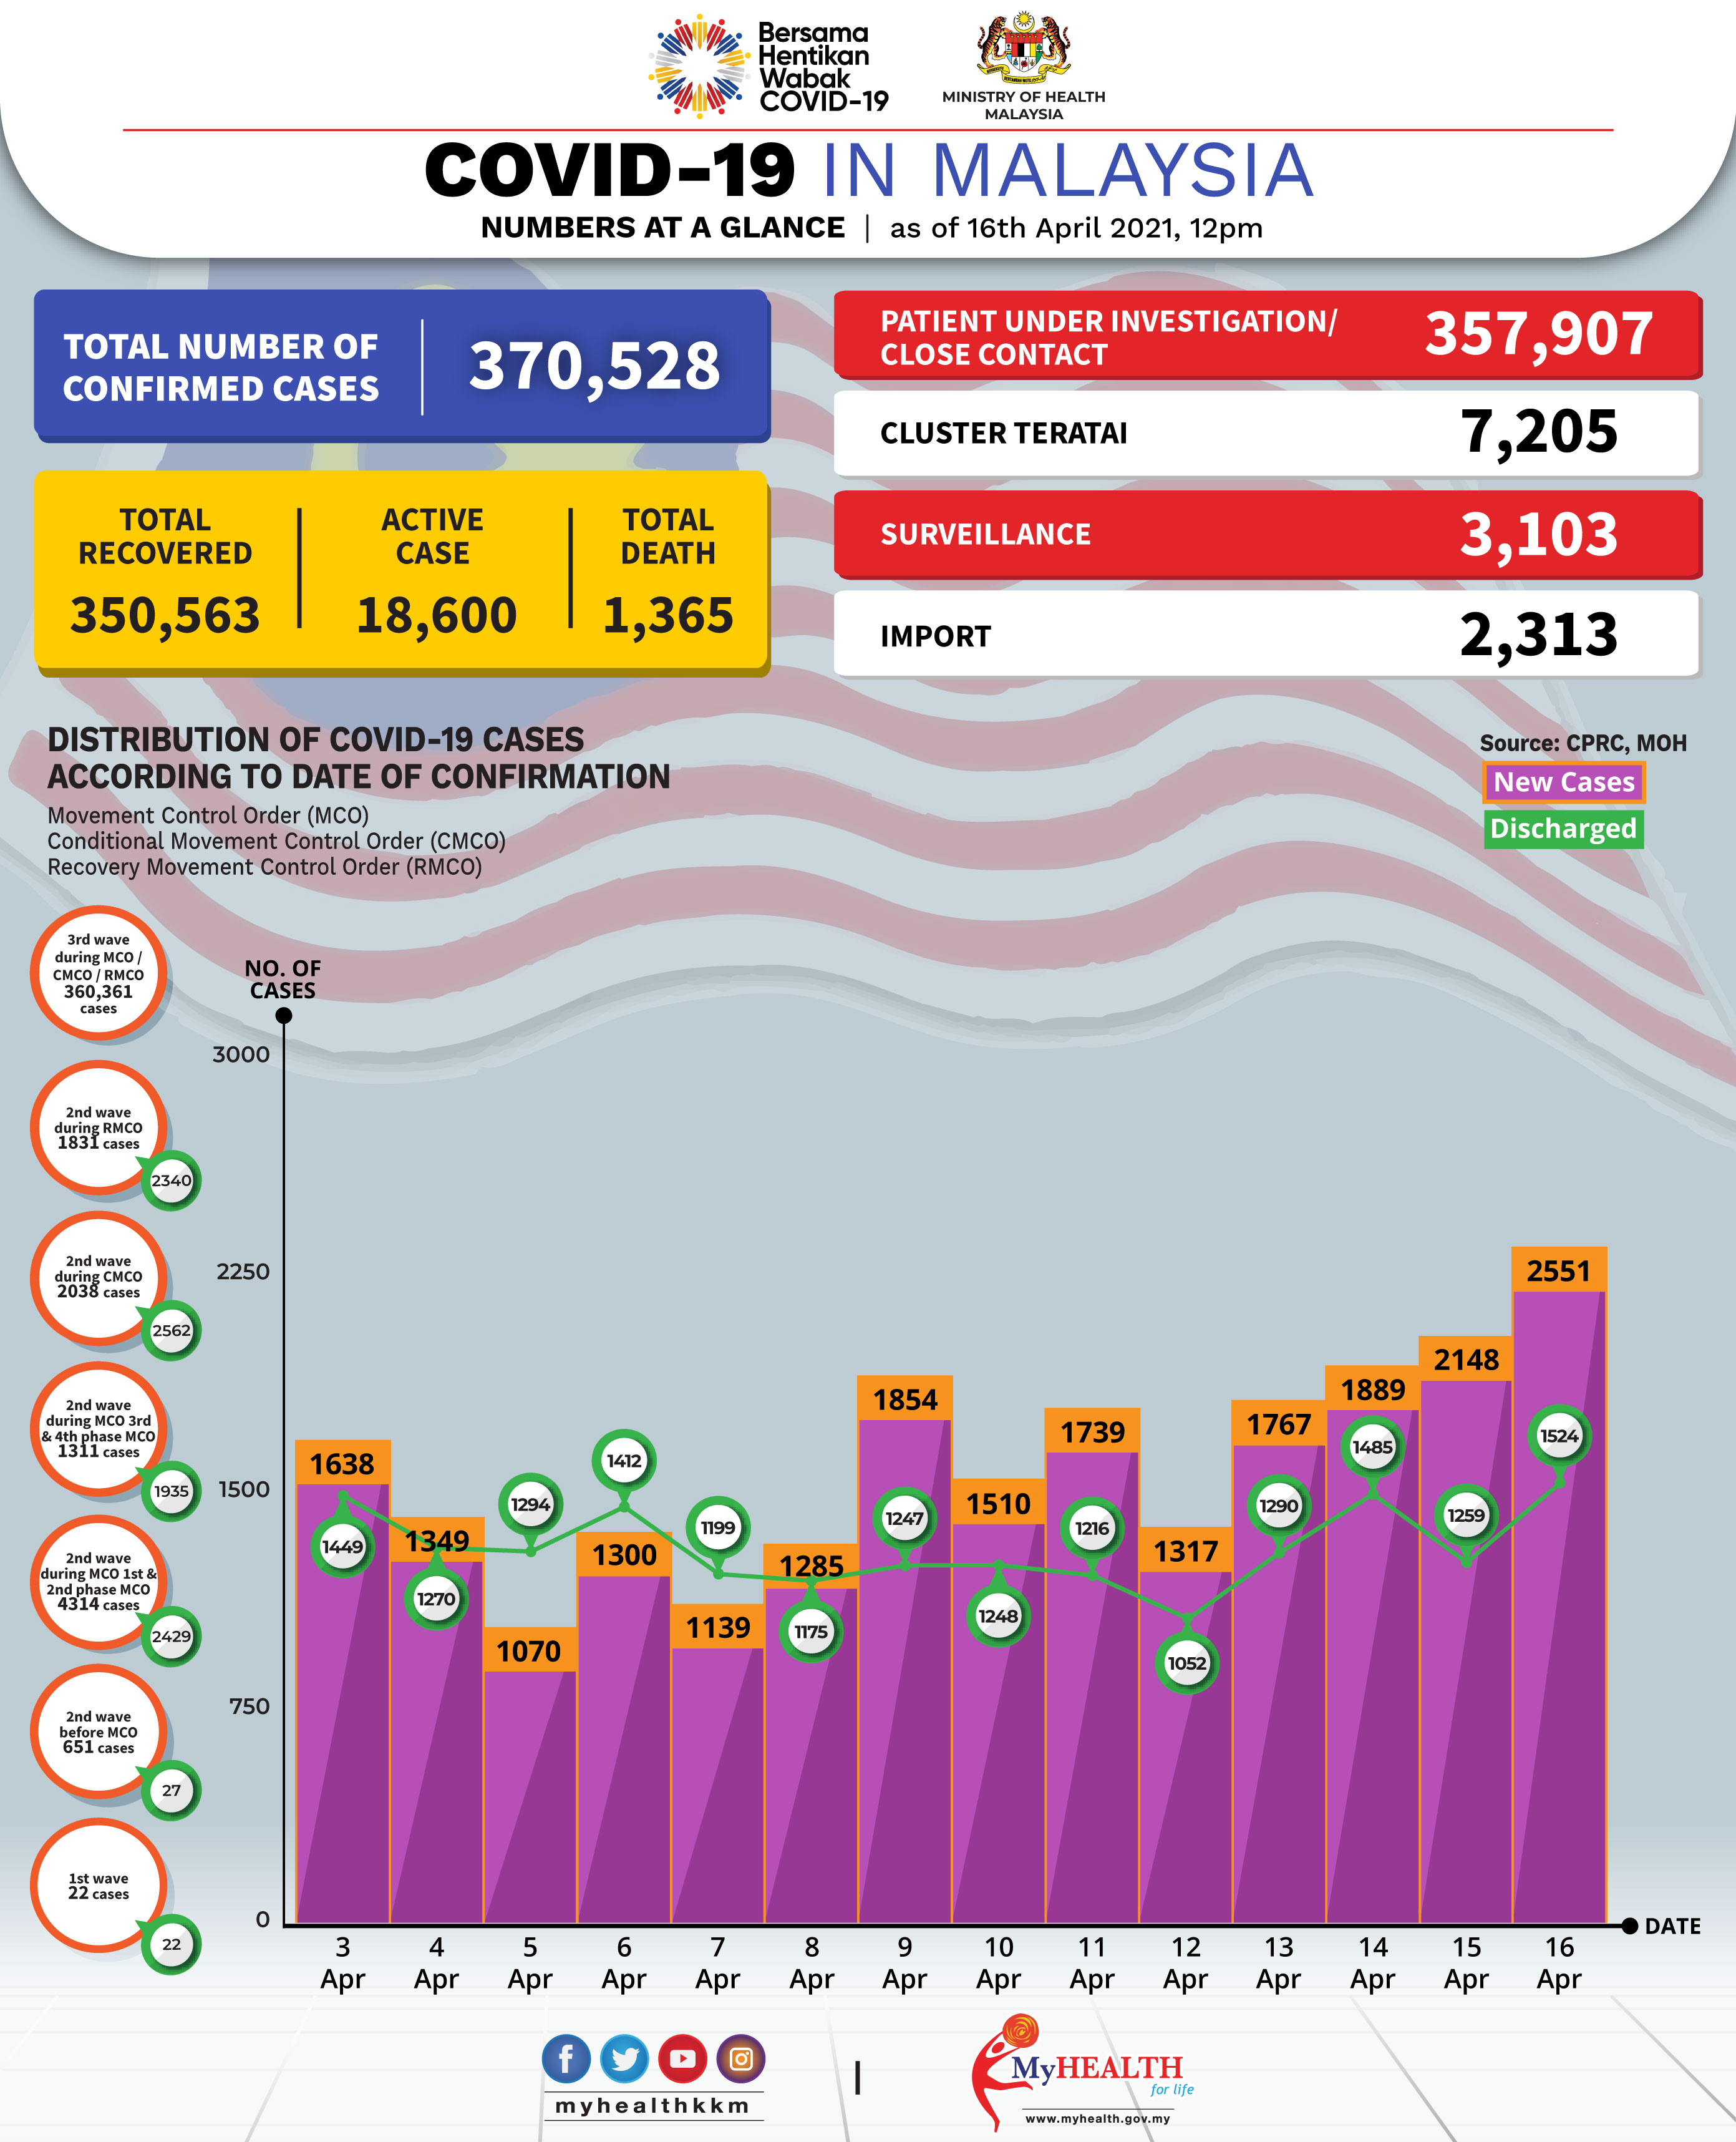 Bersama
Hentikan
Wabak
COVID-19
MINISTRY OF HEALTH
MALAYSIA
COVID-19 IN MALAYSIA
NUMBERS AT A GLANCE | as of 16th April 2021, 12pm
TOTAL NUMBER OF
CONFIRMED CASES
370,528
TOTAL
RECOVERED
350,563
ACTIVE
CASE
18,600
TOTAL
DEATH
1,365
PATIENT UNDER INVESTIGATION/
CLOSE CONTACT
357,907
CLUSTER TERATAI
7,205
SURVEILLANCE
3,103
IMPORT
2,313
DISTRIBUTION OF COVID-19 CASES
ACCORDING TO DATE OF CONFIRMATION
Movement Control Order (MCO)
Conditional Movement Control Order (CMCO)
Recovery Movement Control Order (RMCO)
Source: CPRC, MOH
New Cases
Discharged
3rd wave
during MCO /
CMCO / RMCO
360,361
cases
2nd wave
during RMCO
1831 cases
2340
2nd wave
during CMCO
2038 cases
2562
2nd wave
during MCO 3rd
& 4th phase MCO
1311 cases
1935
2nd wave
during MCO 1st &
2nd phase MCO
4314 cases
2429
2nd wave
before MCO
651 cases
27
1st wave
22 cases
22
NO. OF
CASES
3000
2250
1500
750
0
1638
1349
1070
1300
1139
1285
1854
1510
1739
1317
1767
1889
2148
2551
1449
1270
1294
1412
1199
1175
1247
1248
1216
1052
1290
1485
1259
1524
3 Apr
4 Apr
5 Apr
6 Apr
7 Apr
8 Apr
9 Apr
10 Apr
11 Apr
12 Apr
13 Apr
14 Apr
15 Apr
16 Apr
DATE
myhealthkkm
MyHEALTH
for life
www.myhealth.gov.my